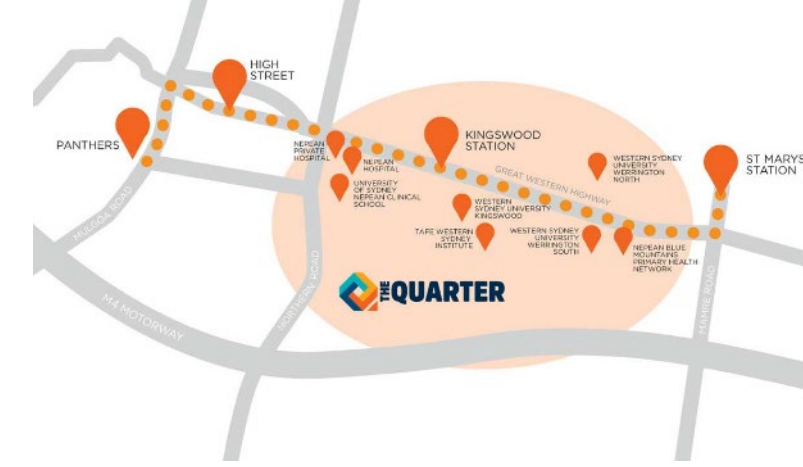 HIGH
STREET
PANTHERS
NEPEAN
PRIVATE
HOSPITAL
NEPEAN
HOSPITAL
UNIVERSITY
OF SYDNEY
NEPEAN CLINICAL
SCHOOL
KINGSWOOD
STATION
GREAT WESTERN HIGHWAY
WESTERN SYDNEY
UNIVERSITY
WERRINGTON
NORTH
ST MARYS
STATION
WESTERN
SYDNEY UNIVERSITY
KINGSWOOD
TAFE WESTERN
SYDNEY
INSTITUTE
WESTERN SYDNEY
UNIVERSITY
WERRINGTON
SOUTH
NEPEAN BLUE
MOUNTAINS
PRIMARY HEALTH
NETWORK
MULGOA ROAD
NORTHERN ROAD
MAMRE ROAD
M4 MOTORWAY
THE QUARTER